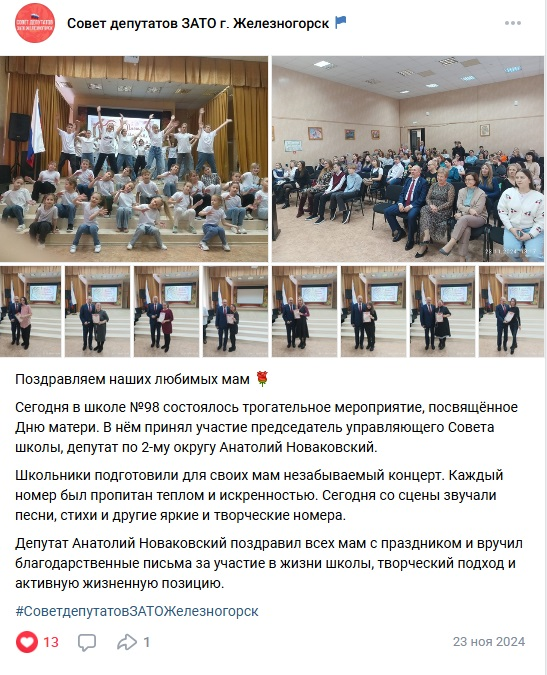 СОВЕТ ДЕПУТАТОВ
ЗАТО ЖЕЛЕЗНОГОРСК
Совет депутатов ЗАТО г. Железногорск
Поздравляем наших любимых мам
Сегодня в школе №98 состоялось трогательное мероприятие, посвящённое
Дню матери. В нём принял участие председатель управляющего Совета
школы, депутат по 2-му округу Анатолий Новаковский.
Школьники подготовили для своих мам незабываемый концерт. Каждый
номер был пропитан теплом и искренностью. Сегодня со сцены звучали
песни, стихи и другие яркие и творческие номера.
Депутат Анатолий Новаковский поздравил всех мам с праздником и вручил
благодарственные письма за участие в жизни школы, творческий подход и
активную жизненную позицию.
#СоветдепутатовЗАТОЖелезногорск
13
1
23 ноя 2024